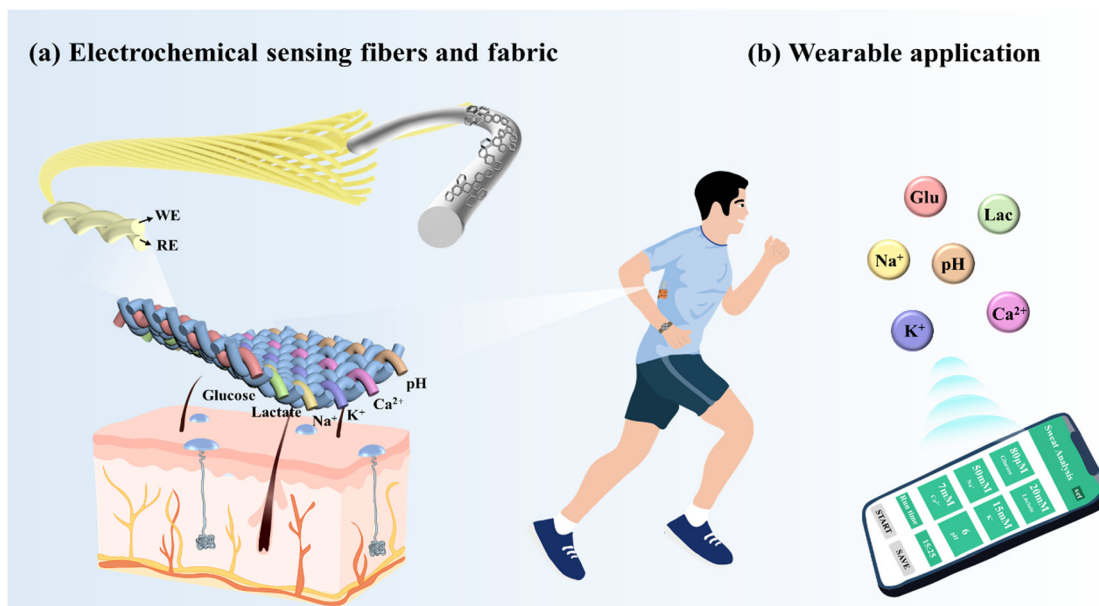 (a) Electrochemical sensing fibers and fabric
(b) Wearable application
WE
RE
Glucose
Lactate
Na⁺
K⁺
Ca²⁺
pH
Glu
Lac
Na⁺
pH
K⁺
Ca²⁺
Sweat Analysis
80μM
Glucose
20mM
Lactate
50mM
Na⁺
15mM
K⁺
7mM
Ca²⁺
6
pH
Run time
15:25
START
SAVE